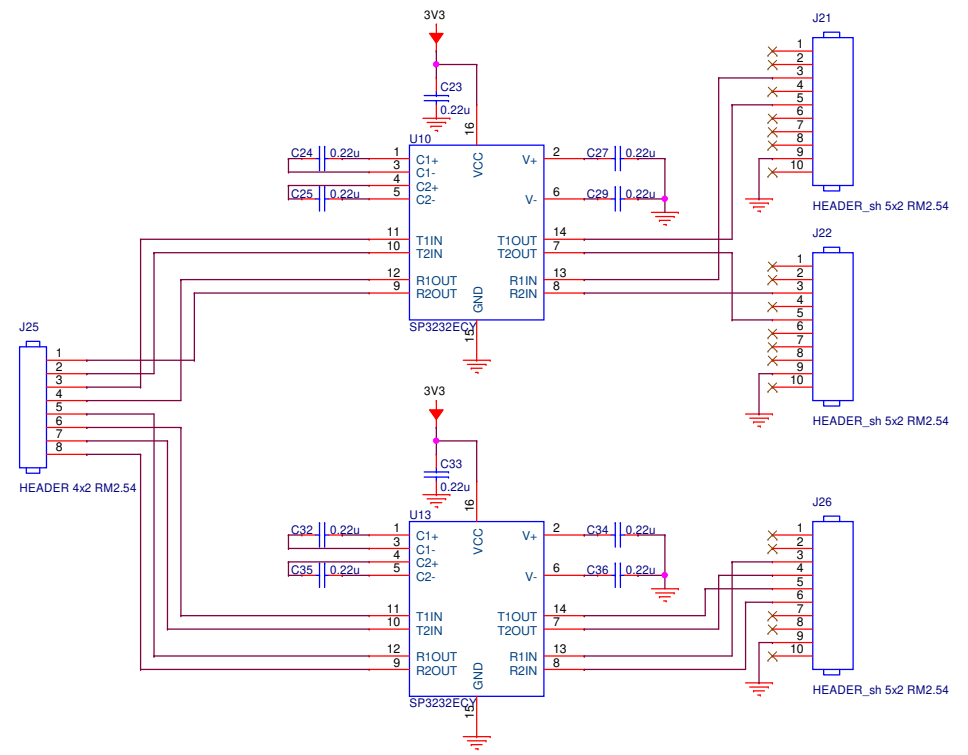 3V3
J21
C23
0.22u
16
U10
C24 0.22u
C25 0.22u
1
3
4
5
C1+
C1-
C2+
C2-
VCC
V+
V-
2
6
C27 0.22u
C29 0.22u
11
10
T1IN
T2IN
T1OUT
T2OUT
14
7
12
9
R1OUT
R2OUT
R1IN
R2IN
13
8
GND
SP3232ECY
15
1
2
3
4
5
6
7
8
9
10
HEADER_sh 5x2 RM2.54
J22
1
2
3
4
5
6
7
8
9
10
HEADER_sh 5x2 RM2.54
J25
1
2
3
4
5
6
7
8
HEADER 4x2 RM2.54
3V3
C33
0.22u
16
U13
C32 0.22u
C35 0.22u
1
3
4
5
C1+
C1-
C2+
C2-
VCC
V+
V-
2
6
C34 0.22u
C36 0.22u
11
10
T1IN
T2IN
T1OUT
T2OUT
14
7
12
9
R1OUT
R2OUT
R1IN
R2IN
13
8
GND
SP3232ECY
15
J26
1
2
3
4
5
6
7
8
9
10
HEADER_sh 5x2 RM2.54